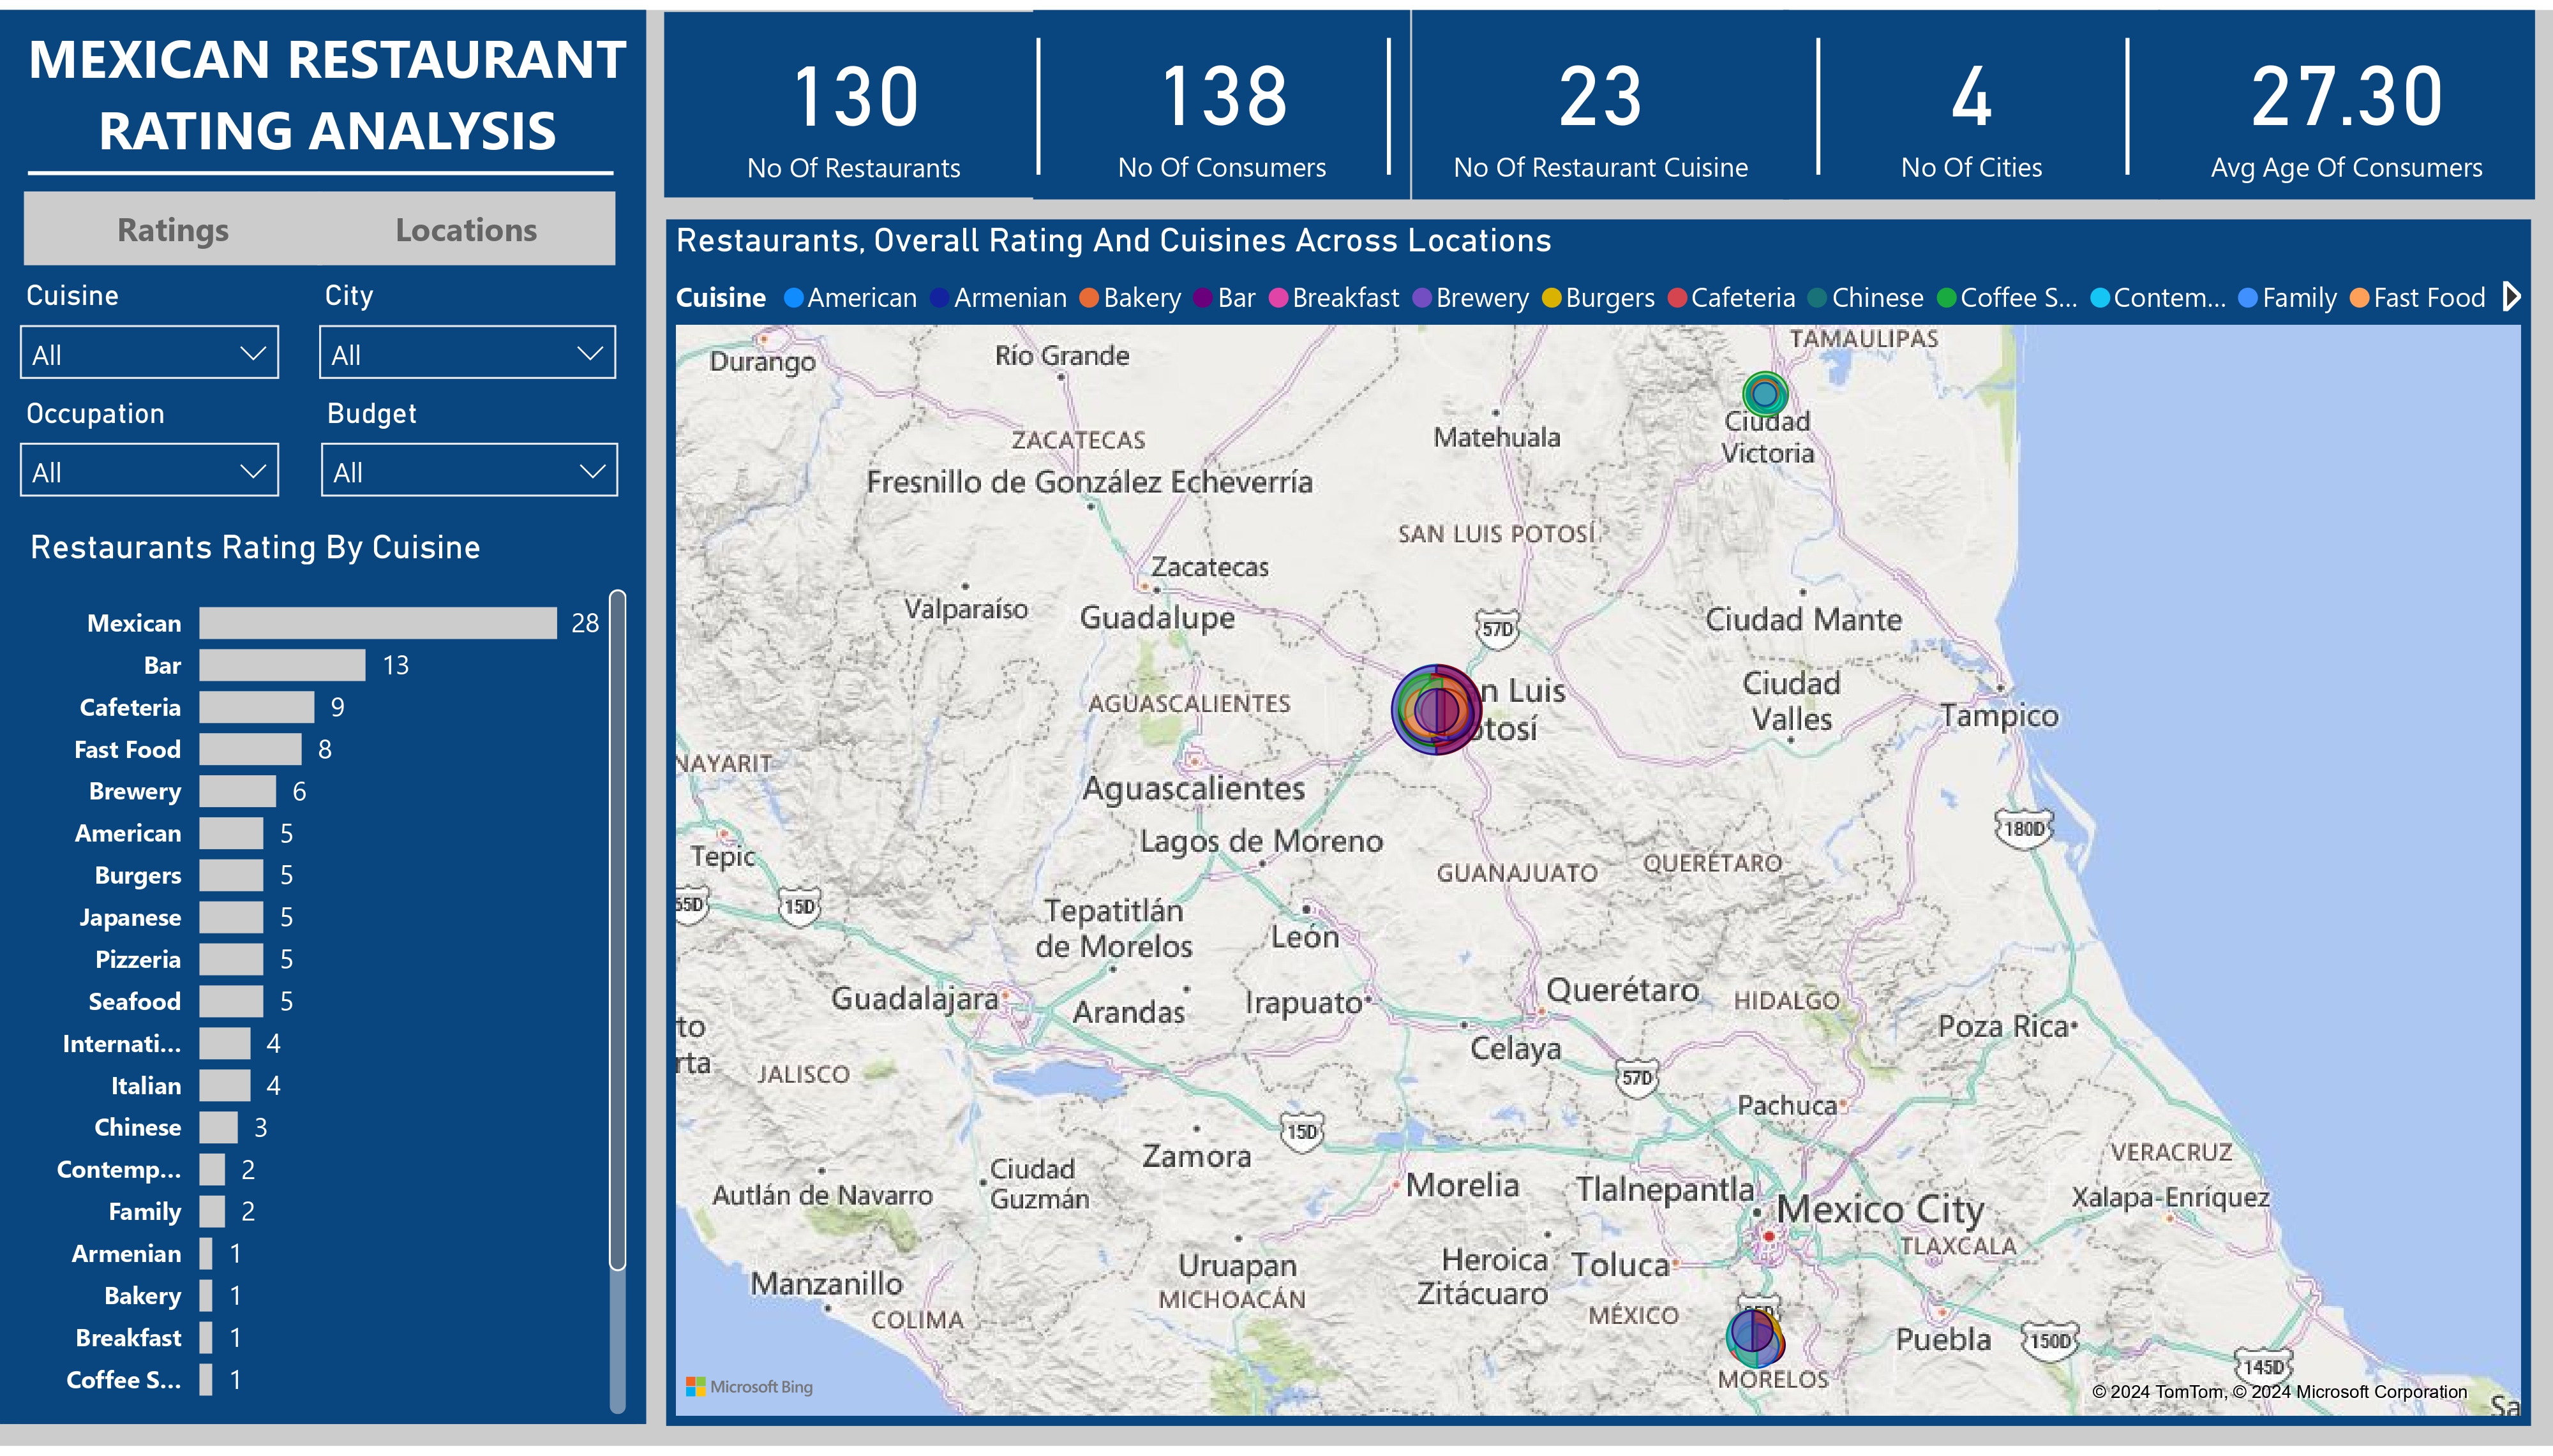 MEXICAN RESTAURANT
RATING ANALYSIS
Ratings
Locations
Cuisine
City
All
All
Occupation
Budget
All
All
Restaurants Rating By Cuisine
Mexican 28
Bar 13
Cafeteria 9
Fast Food 8
Brewery 6
American 5
Burgers 5
Japanese 5
Pizzeria 5
Seafood 5
Internati... 4
Italian 4
Chinese 3
Contemp... 2
Family 2
Armenian 1
Bakery 1
Breakfast 1
Coffee S... 1
130
No Of Restaurants
138
No Of Consumers
23
No Of Restaurant Cuisine
4
No Of Cities
27.30
Avg Age Of Consumers
Restaurants, Overall Rating And Cuisines Across Locations
Cuisine American Armenian Bakery Bar Breakfast Brewery Burgers Cafeteria Chinese Coffee S... Contem... Family Fast Food
TAMAULIPAS
Durango
Río Grande
Ciudad
Victoria
Matehuala
ZACATECAS
Fresnillo de González Echeverría
SAN LUIS POTOSÍ
Zacatecas
Valparaíso
Guadalupe
57D
Ciudad Mante
n Luis
otosí
AGUASCALIENTES
Ciudad
Valles
Tampico
NAYARIT
Aguascalientes
Lagos de Moreno
180D
Tepic
GUANAJUATO
QUERÉTARO
55D
15D
Tepatitlán
de Morelos
León
Guadalajara
Arandas
Irapuato
Querétaro
HIDALGO
Poza Rica
to
rta
Celaya
JALISCO
57D
Pachuca
15D
Zamora
VERACRUZ
Ciudad
Guzmán
Autlán de Navarro
Morelia
Tlalnepantla
Mexico City
Xalapa-Enríquez
TLAXCALA
Uruapan
MICHOACÁN
Heroica
Zitácuaro
Toluca
Manzanillo
COLIMA
MÉXICO
Puebla
150D
145D
MORELOS
Microsoft Bing
© 2024 TomTom, © 2024 Microsoft Corporation
Sa